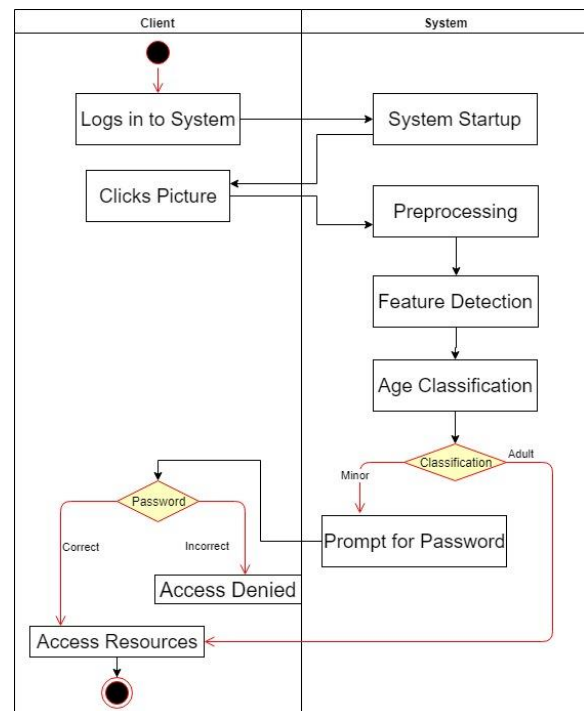 Client
System
Logs in to System
System Startup
Clicks Picture
Preprocessing
Feature Detection
Age Classification
Classification
Adult
Minor
Password
Prompt for Password
Correct
Incorrect
Access Denied
Access Resources